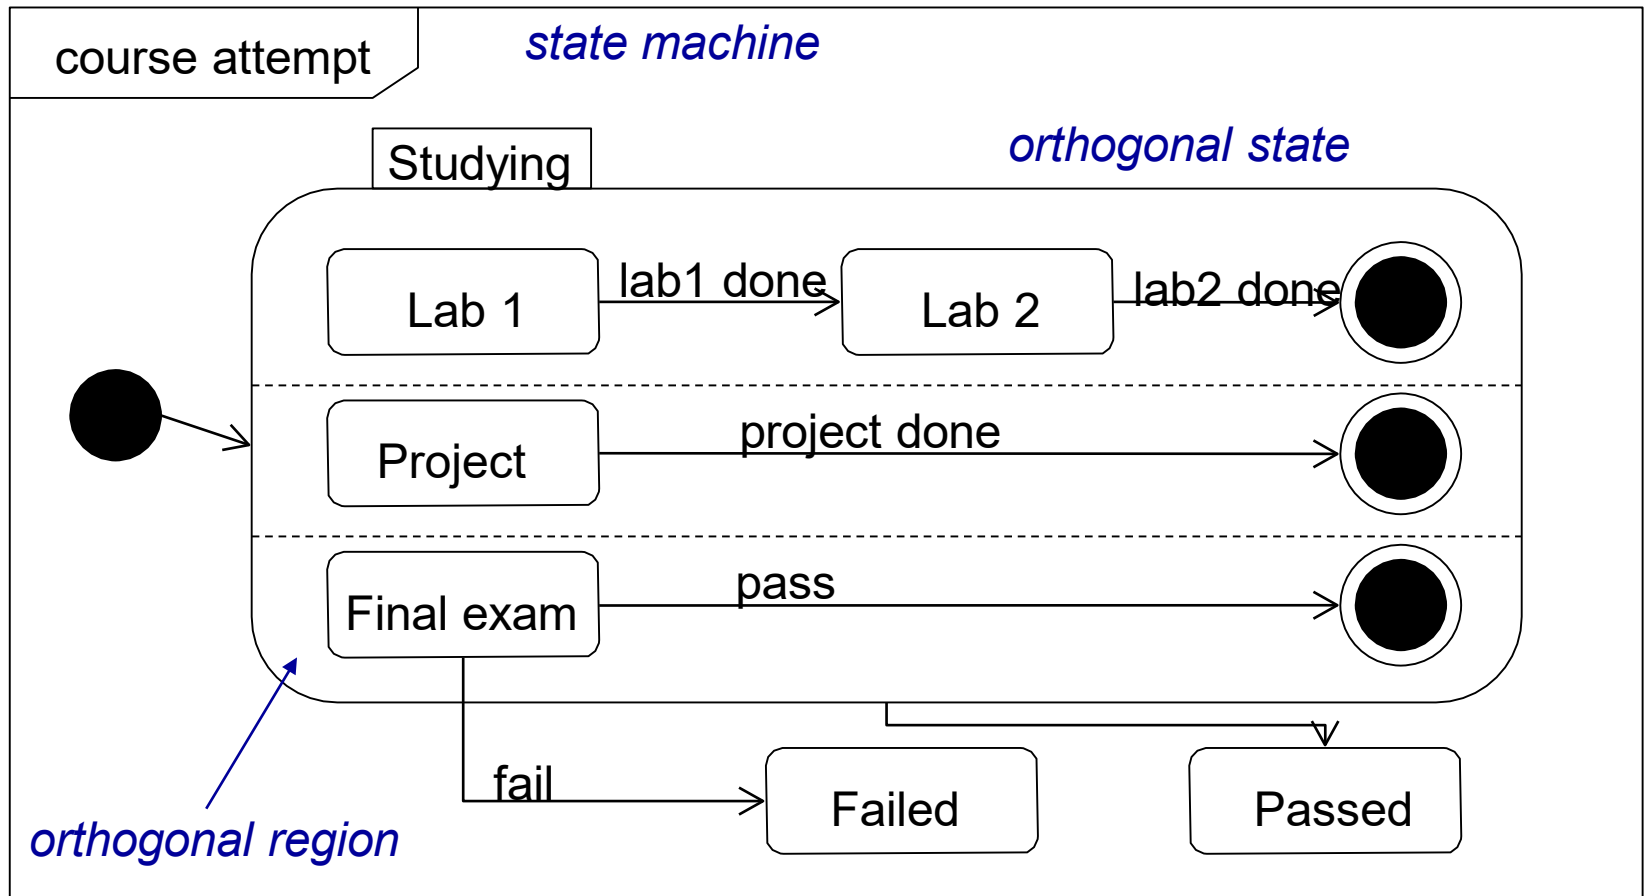 course attempt
state machine
Studying
orthogonal state
Lab 1
lab1 done
Lab 2
lab2 done
Project
project done
Final exam
pass
fail
Failed
Passed
orthogonal region